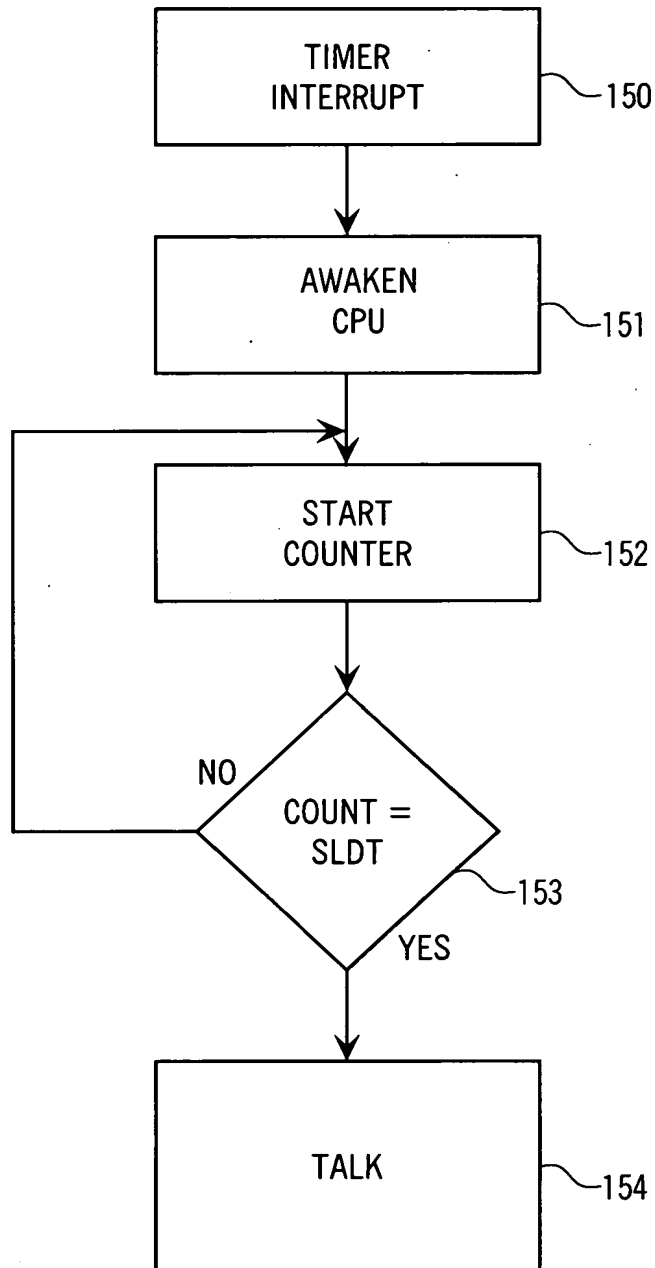 TIMER
INTERRUPT
150
AWAKEN
CPU
151
START
COUNTER
152
NO
COUNT =
SLDT
153
YES
TALK
154